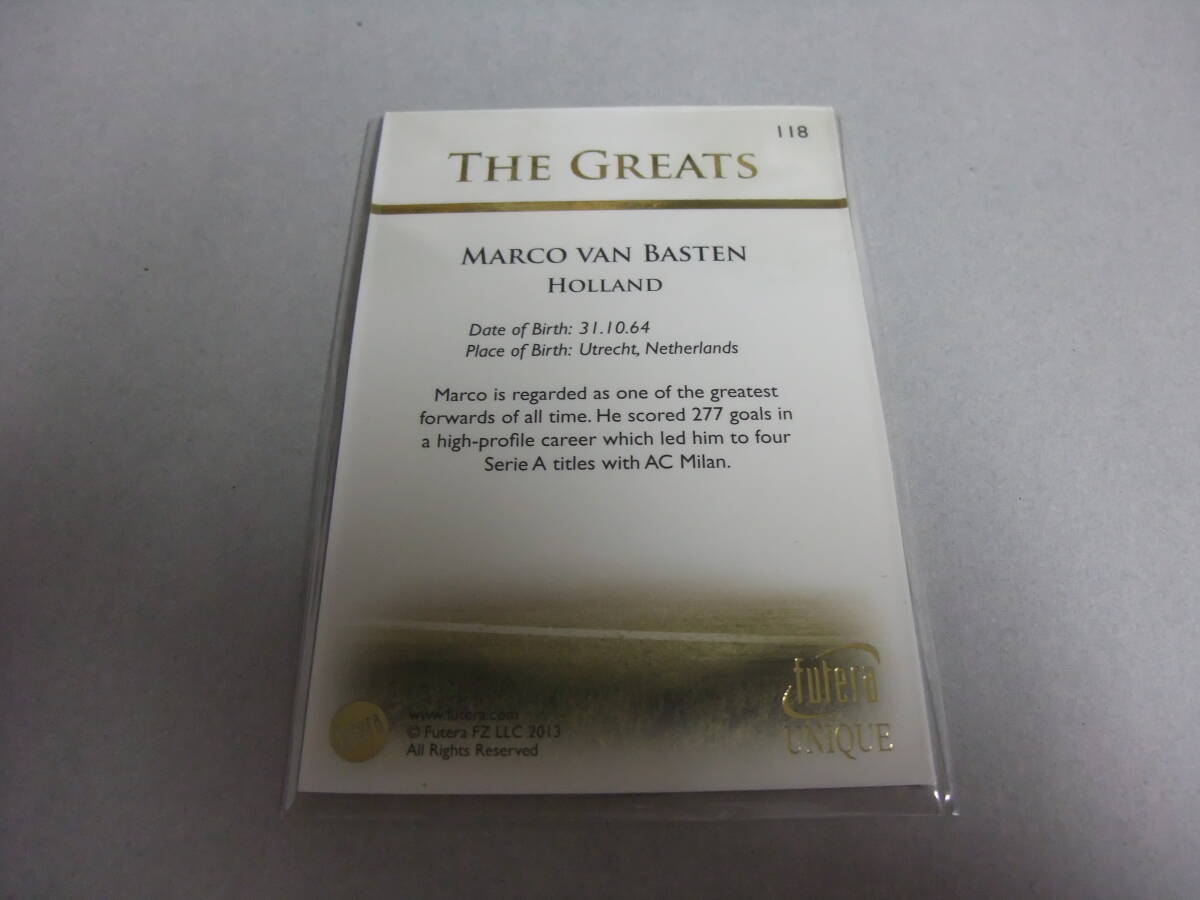 118
THE GREATS
MARCO VAN BASTEN
HOLLAND
Date of Birth: 31.10.64
Place of Birth: Utrecht, Netherlands
Marco is regarded as one of the greatest
forwards of all time. He scored 277 goals in
a high-profile career which led him to four
Serie A titles with AC Milan.
futera
UNIQUE
www.futera.com
© Futera FZ LLC 2013
All Rights Reserved